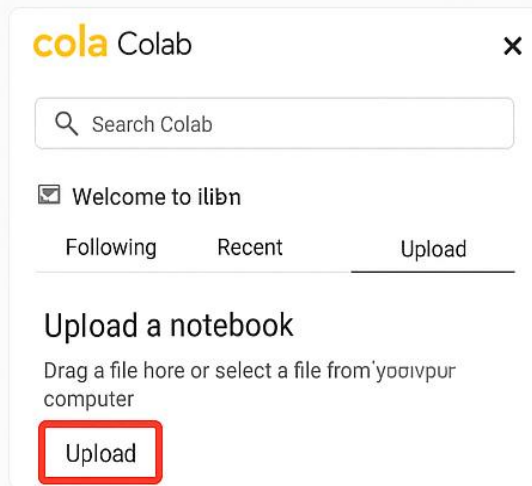 cola Colab
Search Colab
Welcome to
Following Recent Upload
Upload a notebook
Drag a file hore or select a file from
computer
Upload